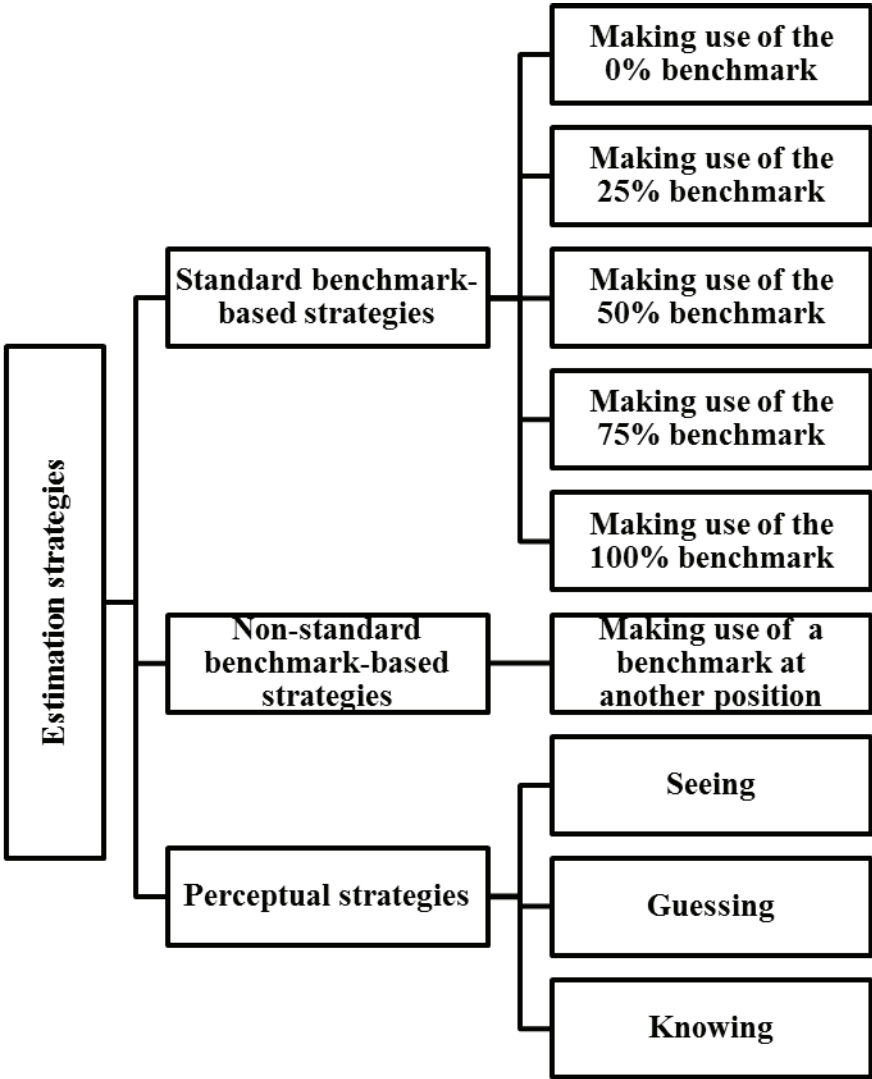 Estimation strategies
Standard benchmark-
based strategies
Making use of the
0% benchmark
Making use of the
25% benchmark
Making use of the
50% benchmark
Making use of the
75% benchmark
Making use of the
100% benchmark
Non-standard
benchmark-based
strategies
Making use of a
benchmark at
another position
Perceptual strategies
Seeing
Guessing
Knowing